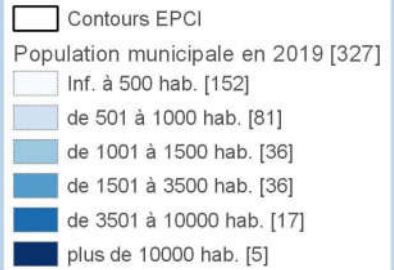 Contours EPCI
Population municipale en 2019 [327]
Inf. à 500 hab. [152]
de 501 à 1000 hab. [81]
de 1001 à 1500 hab. [36]
de 1501 à 3500 hab. [36]
de 3501 à 10000 hab. [17]
plus de 10000 hab. [5]